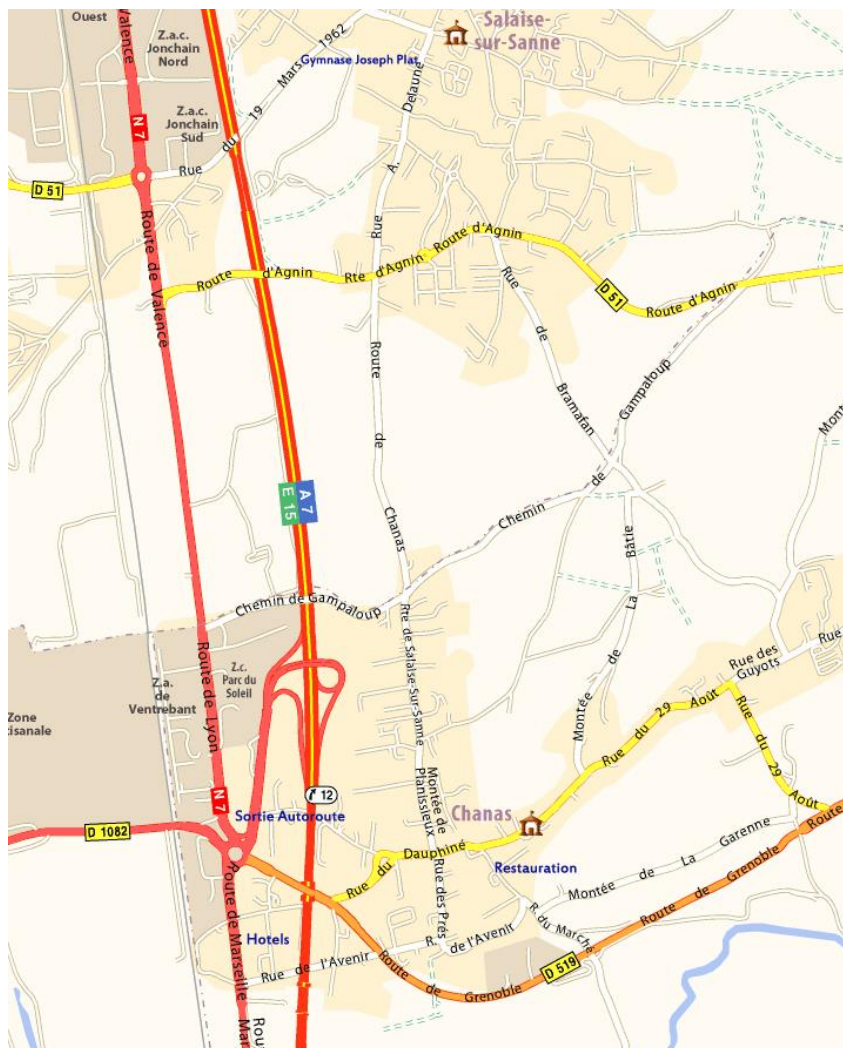 Ouest
Valence
Z.a.c.
Jonchain
Nord
Salaise-
sur-Sanne
Gymnase Joseph Plat
Z.a.c.
Jonchain
Sud
N 7
Rue du 19 Mars 1962
Rue A. Delaune
D 51
Route de Valence
Route d'Agnin
Rte d'Agnin
Route d'Agnin
D 51
Route d'Agnin
Rue de Bramafan
Route de Chanas
Chemin de Gampaloup
Mont
A 7
E 15
Montée de La Bâtie
Chemin de Gampaloup
Rte de Salaise-Sur-Sanne
Route de Lyon
Z.c.
Parc du
Soleil
Z.a.
de
Ventrebant
Zone
isanale
Rue des
Guyots
Rue
Rue du 29 Août
Rue du 29 Août
N 7
12
Sortie Autoroute
D 1082
Montée de
Planissieux
Chanas
Rue du Dauphiné
Restauration
Rue des Prés
Montée de La Garenne
Route de Grenoble
Route
Route de Marseille
Hotels
Rue de l'Avenir
R. de l'Avenir
R. du Marché
D 519
Route de Grenoble
Rou
Mar